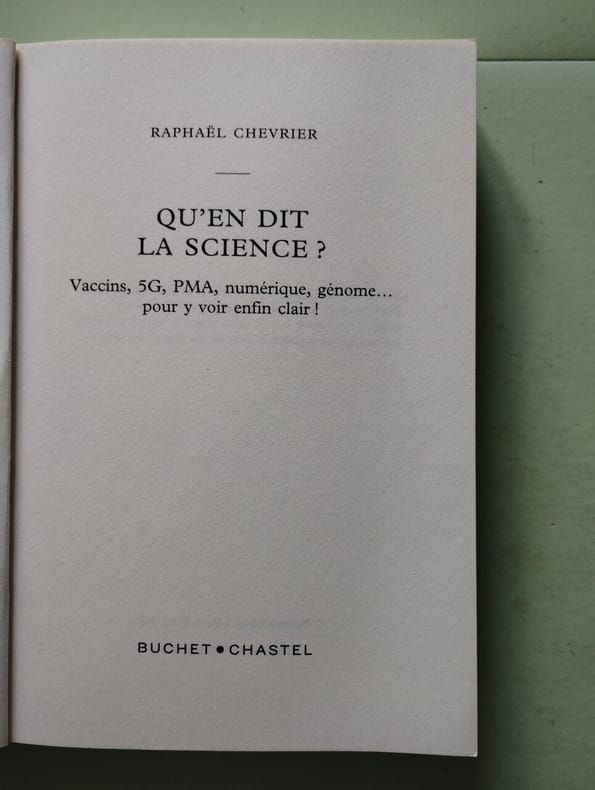 RAPHAËL CHEVRIER
QU'EN DIT
LA SCIENCE ?
Vaccins, 5G, PMA, numérique, génome...
pour y voir enfin clair !
BUCHET • CHASTEL